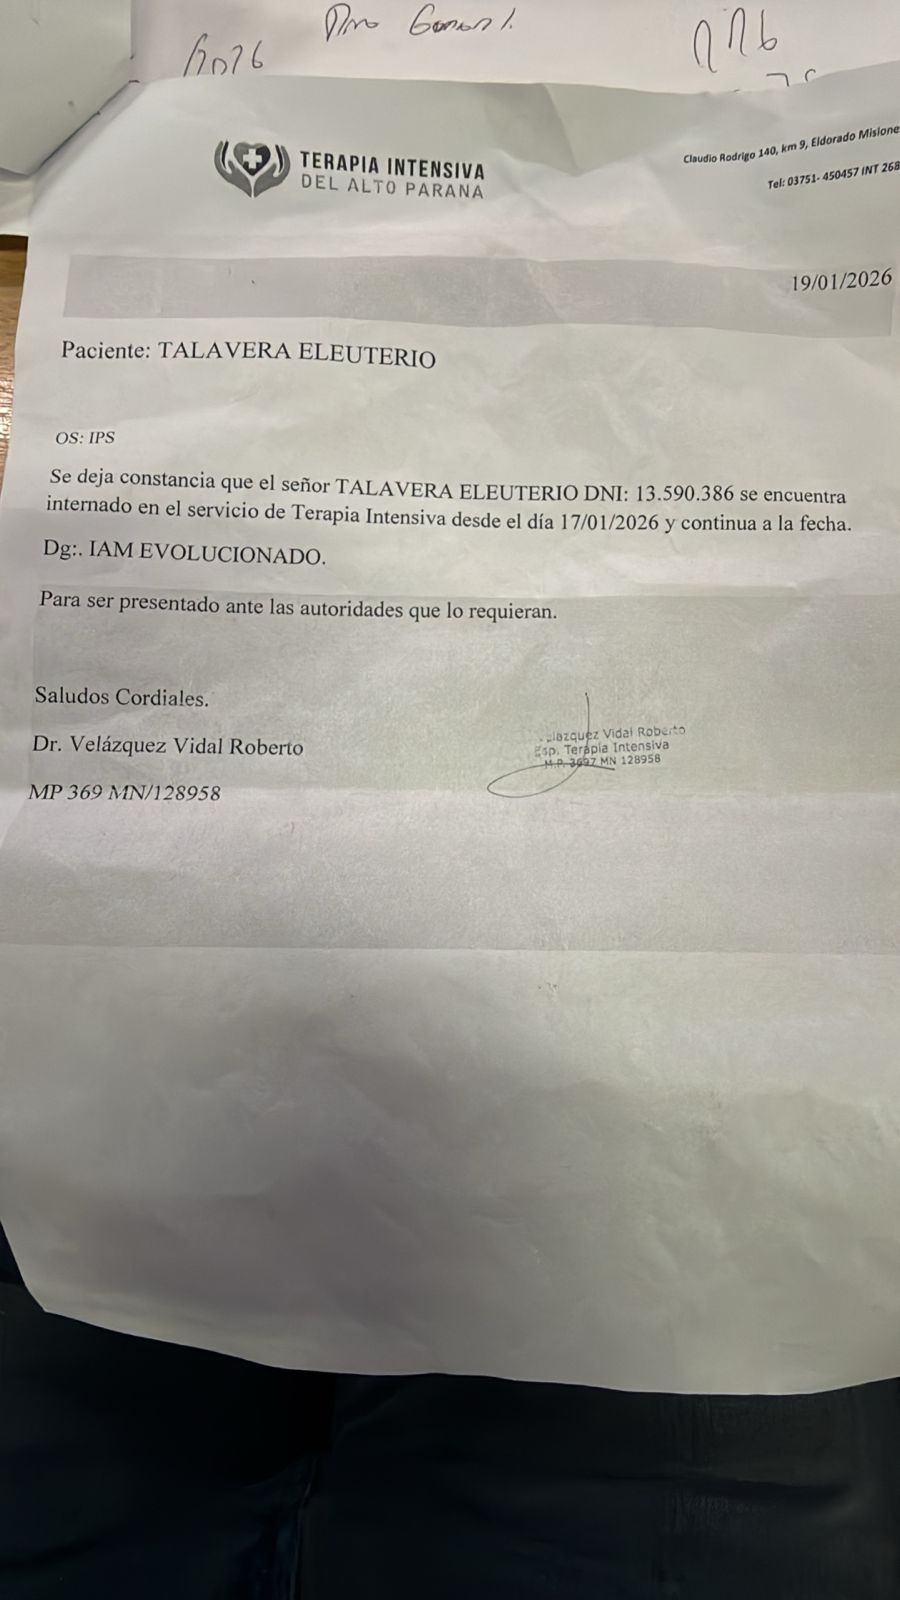 2026
TERAPIA INTENSIVA
DEL ALTO PARANA
Claudio Rodrigo 140, km 9, Eldorado Misione
Tel: 03751- 450457 INT 268
19/01/2026
Paciente: TALAVERA ELEUTERIO
OS: IPS
Se deja constancia que el señor TALAVERA ELEUTERIO DNI: 13.590.386 se encuentra
internado en el servicio de Terapia Intensiva desde el día 17/01/2026 y continua a la fecha.
Dg:. IAM EVOLUCIONADO.
Para ser presentado ante las autoridades que lo requieran.
Saludos Cordiales.
Dr. Velázquez Vidal Roberto
MP 369 MN/128958
Vidal Roberto
Esp. Terapia Intensiva
M.P. 3697 MN 128958